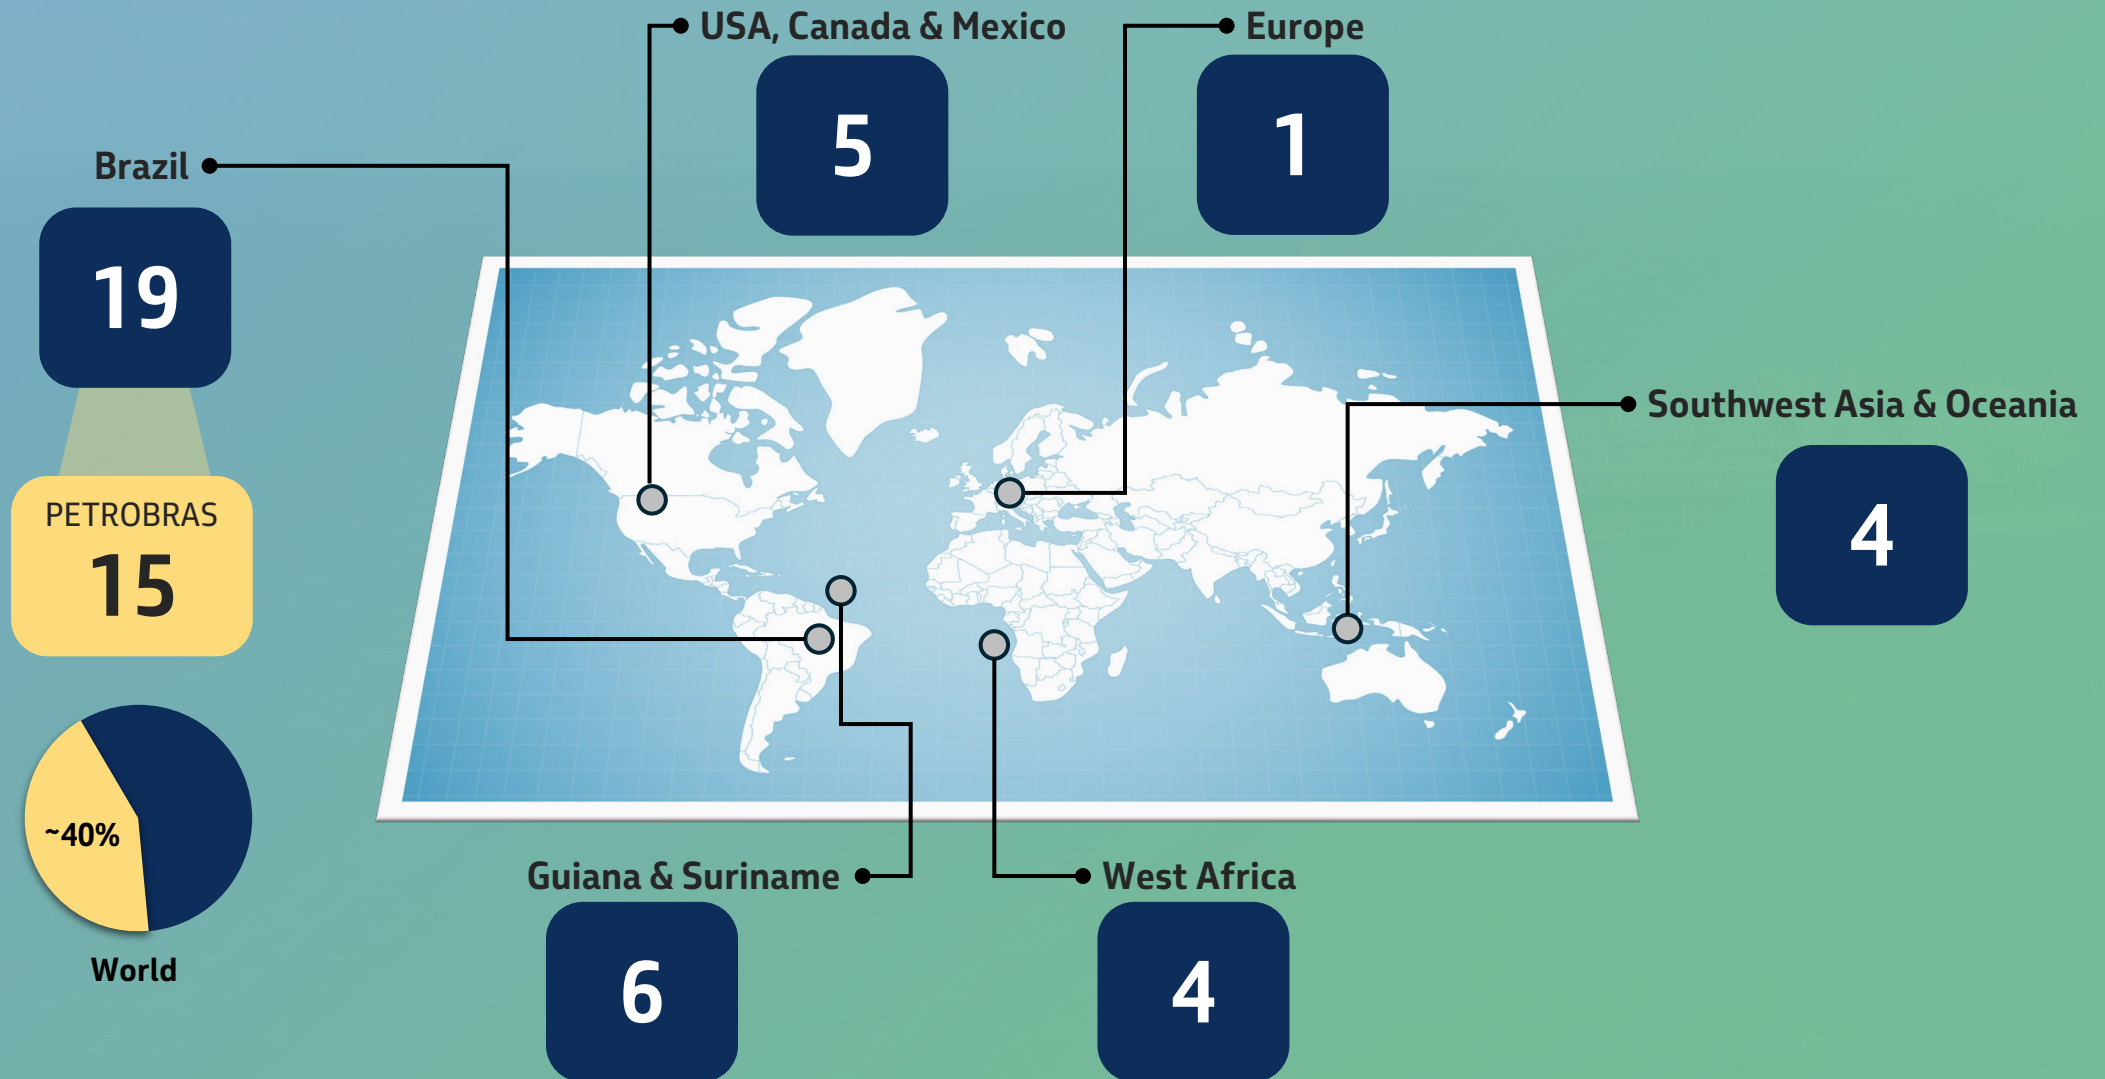 USA, Canada & Mexico
5
Europe
1
Brazil
19
PETROBRAS
15
~40%
World
Southwest Asia & Oceania
4
Guiana & Suriname
6
West Africa
4